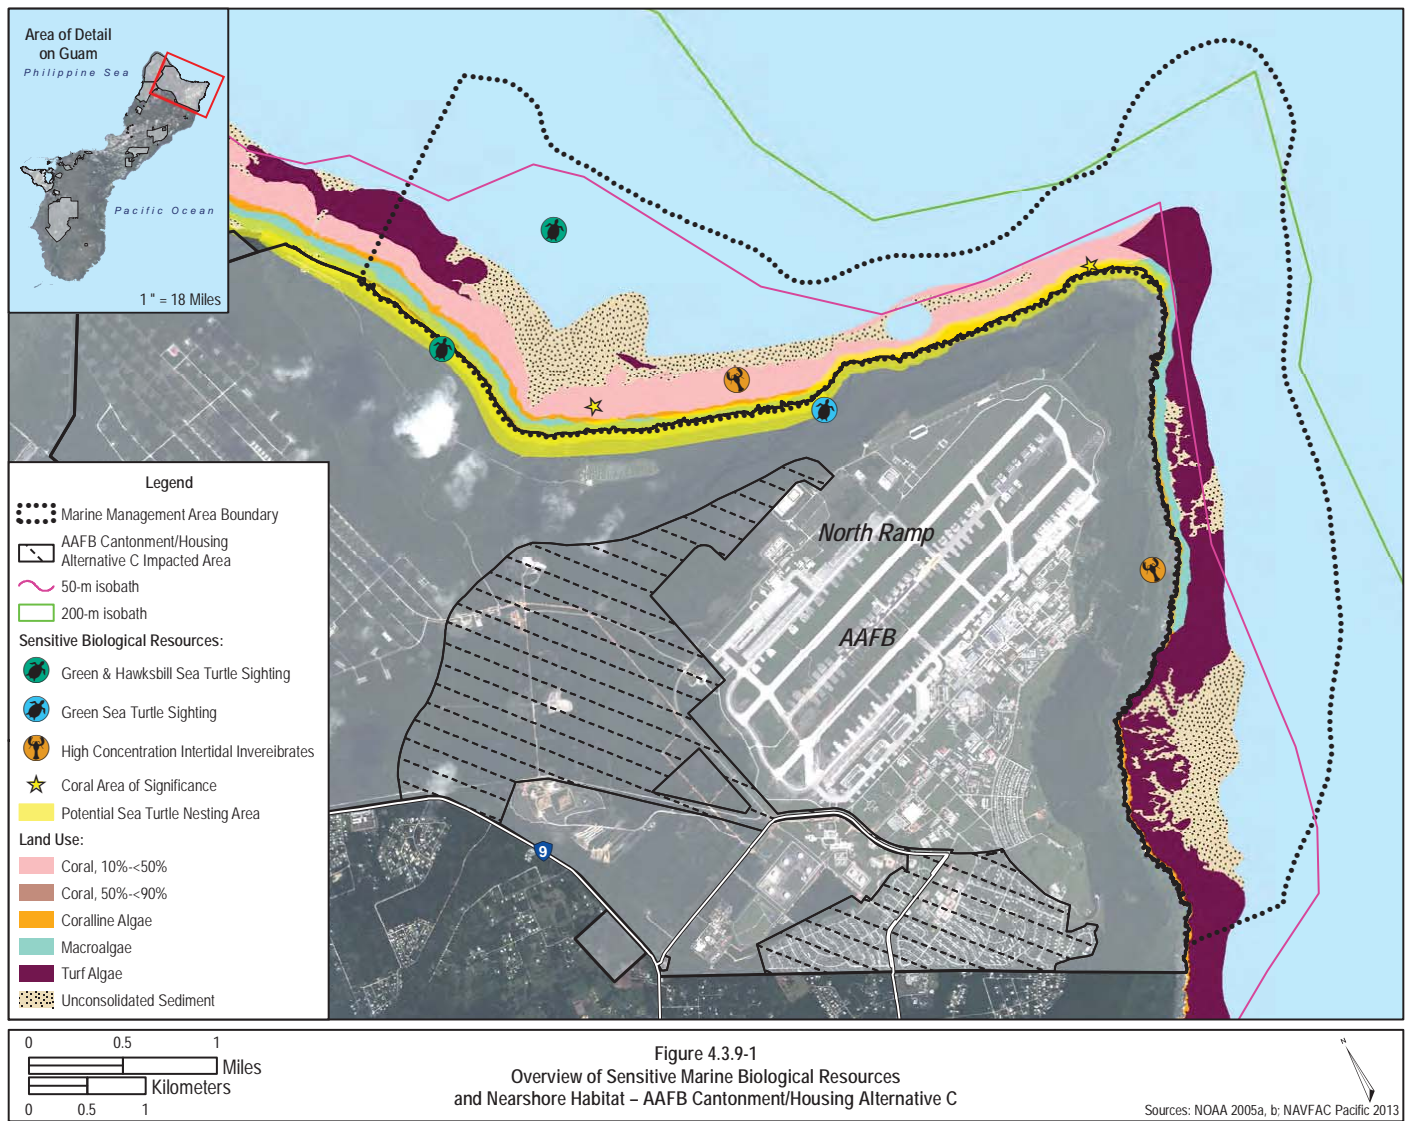 Area of Detail
on Guam
Philippine Sea
Pacific Ocean
1 " = 18 Miles
North Ramp
AAFB
9
Legend
Marine Management Area Boundary
AAFB Cantonment/Housing
Alternative C Impacted Area
50-m isobath
200-m isobath
Sensitive Biological Resources:
Green & Hawksbill Sea Turtle Sighting
Green Sea Turtle Sighting
High Concentration Intertidal Invereibrates
Coral Area of Significance
Potential Sea Turtle Nesting Area
Land Use:
Coral, 10%-<50%
Coral, 50%-<90%
Coralline Algae
Macroalgae
Turf Algae
Unconsolidated Sediment
0 0.5 1
Miles
Kilometers
0 0.5 1
Figure 4.3.9-1
Overview of Sensitive Marine Biological Resources
and Nearshore Habitat – AAFB Cantonment/Housing Alternative C
N
Sources: NOAA 2005a, b; NAVFAC Pacific 2013